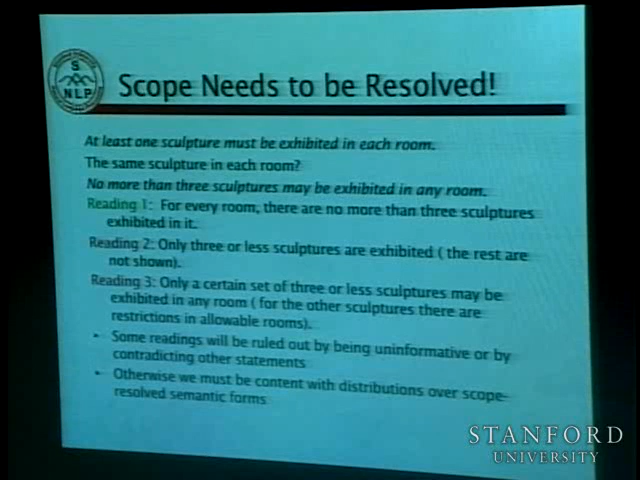 S
NLP
Scope Needs to be Resolved!
At least one sculpture must be exhibited in each room.
The same sculpture in each room?
No more than three sculptures may be exhibited in any room.
Reading 1: For every room, there are no more than three sculptures
exhibited in it.
Reading 2: Only three or less sculptures are exhibited ( the rest are
not shown).
Reading 3: Only a certain set of three or less sculptures may be
exhibited in any room ( for the other sculptures there are
restrictions in allowable rooms).
• Some readings will be ruled out by being uninformative or by
contradicting other statements
• Otherwise we must be content with distributions over scope-
resolved semantic forms
STANFORD
UNIVERSITY